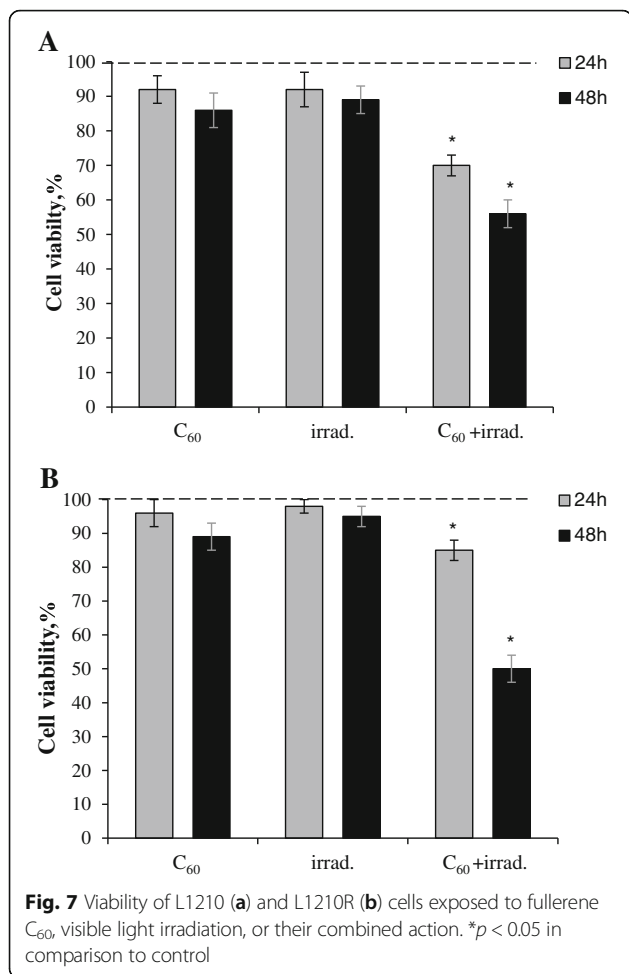 A
100
90
80
70
60
50
40
30
20
10
0
Cell viabilty,%
24h
48h
*
*
C60
irrad.
C60 +irrad.
B
100
90
80
70
60
50
40
30
20
10
0
Cell viability,%
24h
48h
*
*
C60
irrad.
C60 +irrad.
Fig. 7 Viability of L1210 (a) and L1210R (b) cells exposed to fullerene
C60, visible light irradiation, or their combined action. *p < 0.05 in
comparison to control